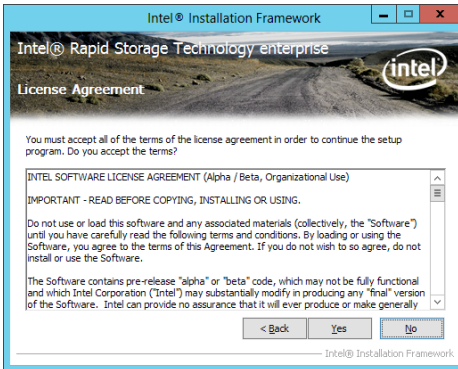 Intel® Installation Framework
Intel® Rapid Storage Technology enterprise
intel
License Agreement
You must accept all of the terms of the license agreement in order to continue the setup
program. Do you accept the terms?
INTEL SOFTWARE LICENSE AGREEMENT (Alpha / Beta, Organizational Use)
IMPORTANT - READ BEFORE COPYING, INSTALLING OR USING.
Do not use or load this software and any associated materials (collectively, the "Software")
until you have carefully read the following terms and conditions. By loading or using the
Software, you agree to the terms of this Agreement. If you do not wish to so agree, do not
install or use the Software.
The Software contains pre-release "alpha" or "beta" code, which may not be fully functional
and which Intel Corporation ("Intel") may substantially modify in producing any "final" version
of the Software. Intel can provide no assurance that it will ever produce or make generally
< Back
Yes
No
Intel® Installation Framework